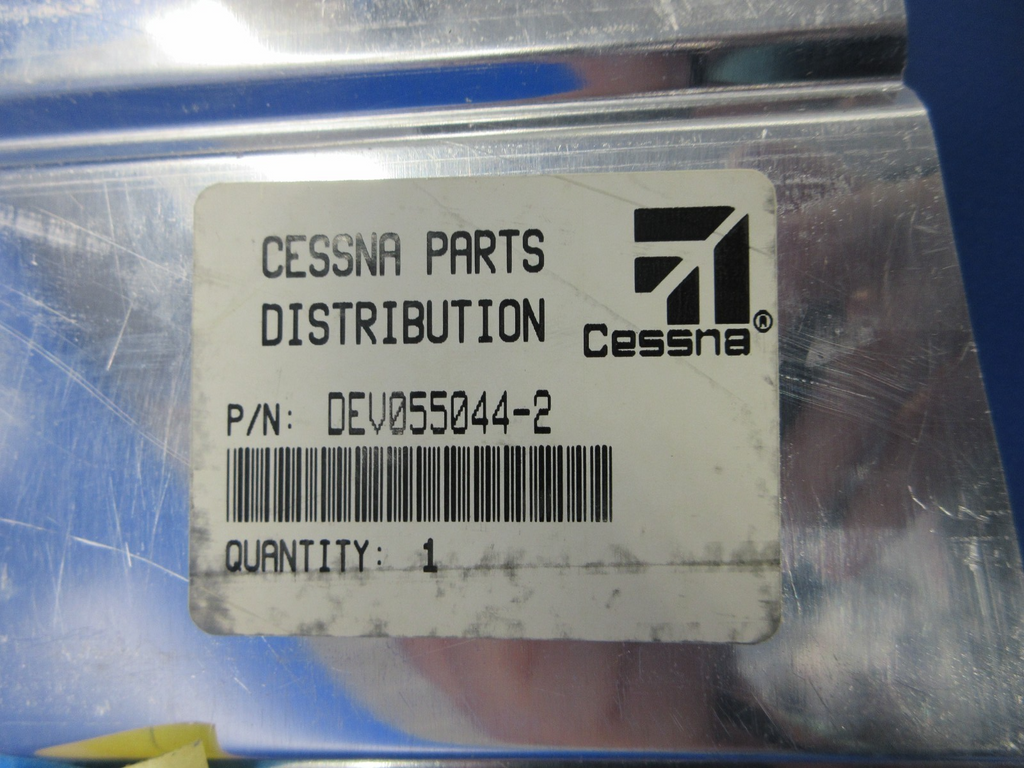 CESSNA PARTS
DISTRIBUTION
Cessna®
P/N: DEV055044-2
QUANTITY: 1